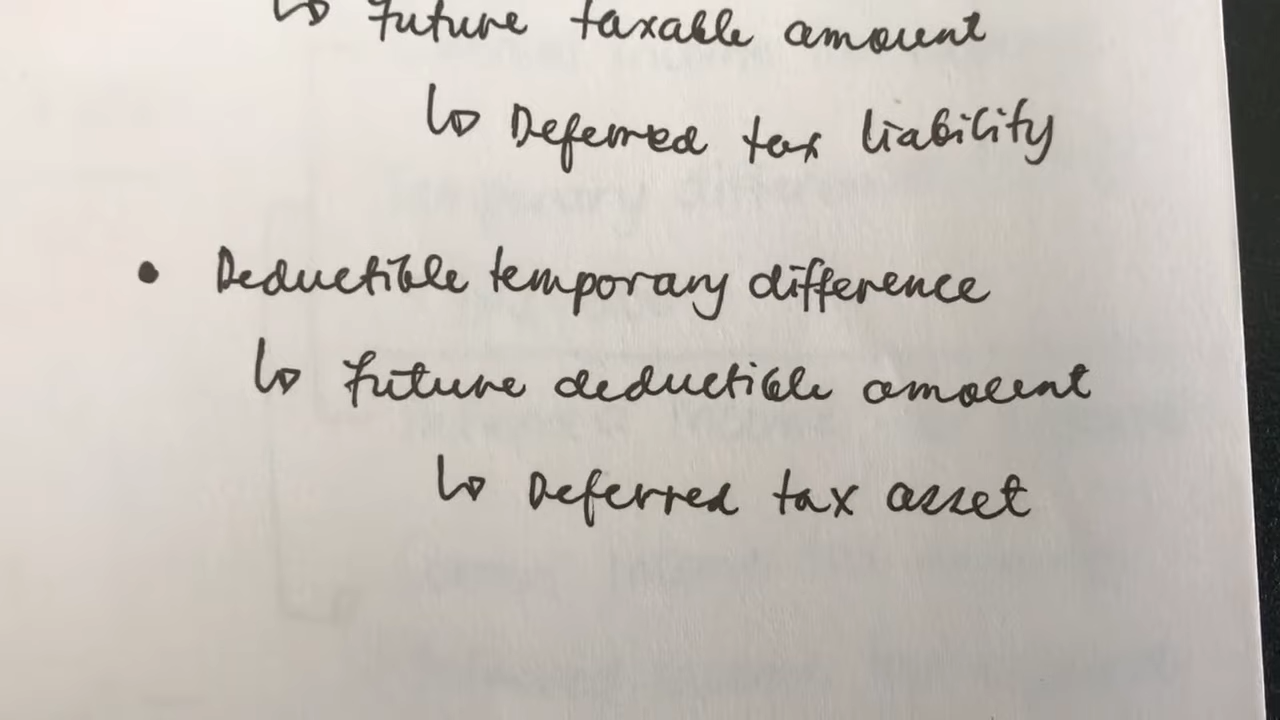 ↳ Future taxable amount
↳ Deferred tax liability
• Deductible temporary difference
↳ Future deductible amount
↳ Deferred tax asset